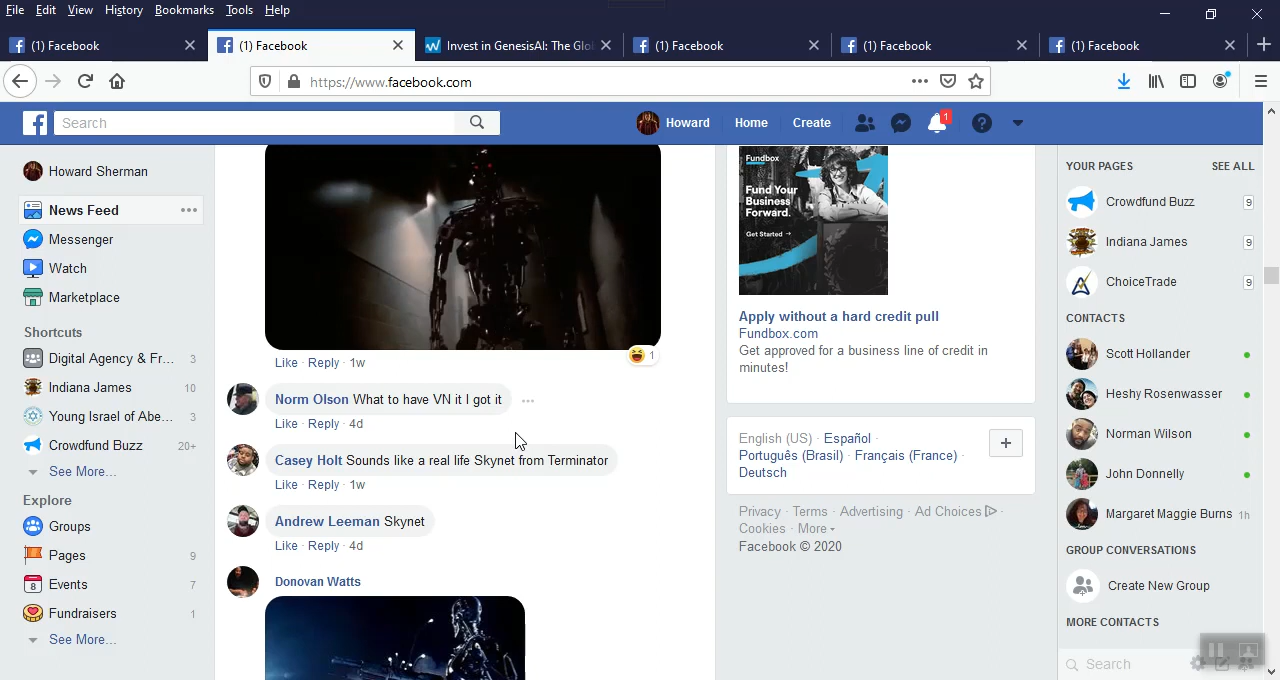 File Edit View History Bookmarks Tools Help
(1) Facebook
(1) Facebook
Invest in GenesisAI: The Glo
(1) Facebook
(1) Facebook
(1) Facebook
https://www.facebook.com
Search
Howard Home Create
1
Howard Sherman
News Feed
Messenger
Watch
Marketplace
Shortcuts
Digital Agency & Fr... 3
Indiana James 10
Young Israel of Abe... 3
Crowdfund Buzz 20+
See More...
Explore
Groups
Pages 9
Events 7
Fundraisers 1
See More...
Like · Reply · 1w
1
Norm Olson What to have VN it I got it
Like · Reply · 4d
Casey Holt Sounds like a real life Skynet from Terminator
Like · Reply · 1w
Andrew Leeman Skynet
Like · Reply · 4d
Donovan Watts
Fundbox
Fund Your
Business
Forward.
Get Started →
Apply without a hard credit pull
Fundbox.com
Get approved for a business line of credit in
minutes!
English (US) · Español ·
Português (Brasil) · Français (France) ·
Deutsch
Privacy · Terms · Advertising · Ad Choices ·
Cookies · More
Facebook © 2020
YOUR PAGES SEE ALL
Crowdfund Buzz 9
Indiana James 9
ChoiceTrade 9
CONTACTS
Scott Hollander
Heshy Rosenwasser
Norman Wilson
John Donnelly
Margaret Maggie Burns 1h
GROUP CONVERSATIONS
Create New Group
MORE CONTACTS
Search